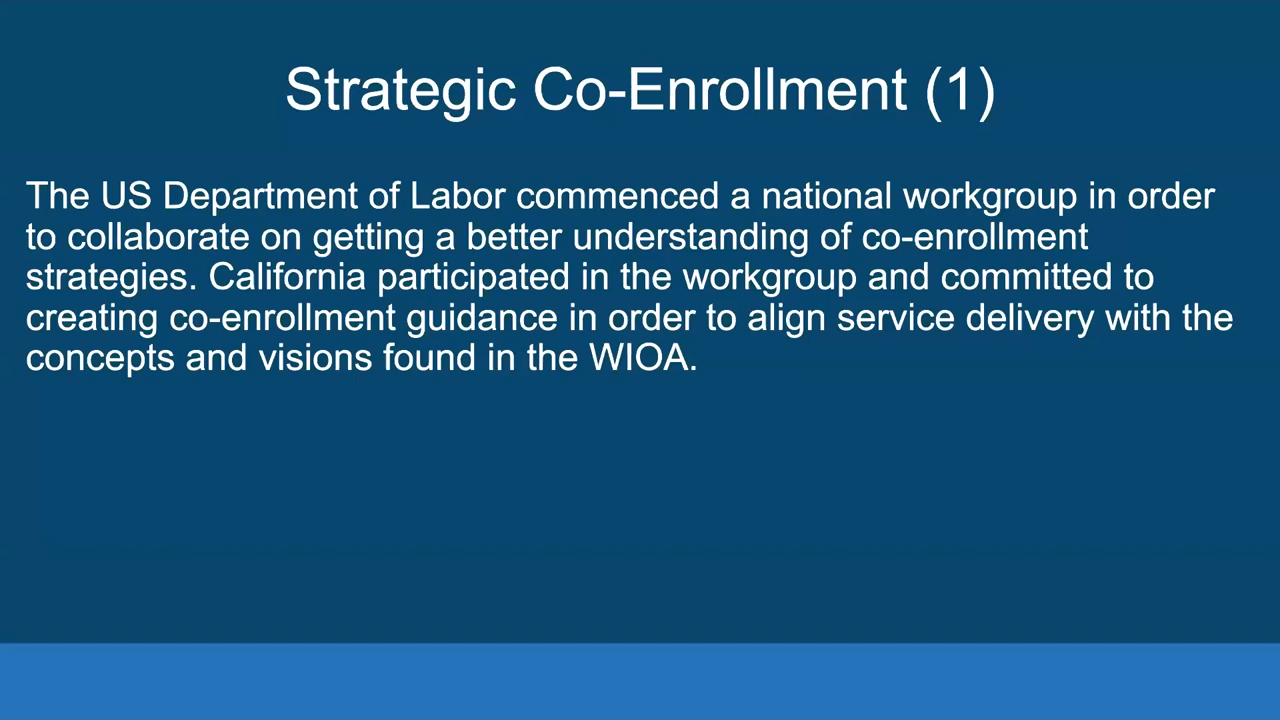 Strategic Co-Enrollment (1)
The US Department of Labor commenced a national workgroup in order
to collaborate on getting a better understanding of co-enrollment
strategies. California participated in the workgroup and committed to
creating co-enrollment guidance in order to align service delivery with the
concepts and visions found in the WIOA.